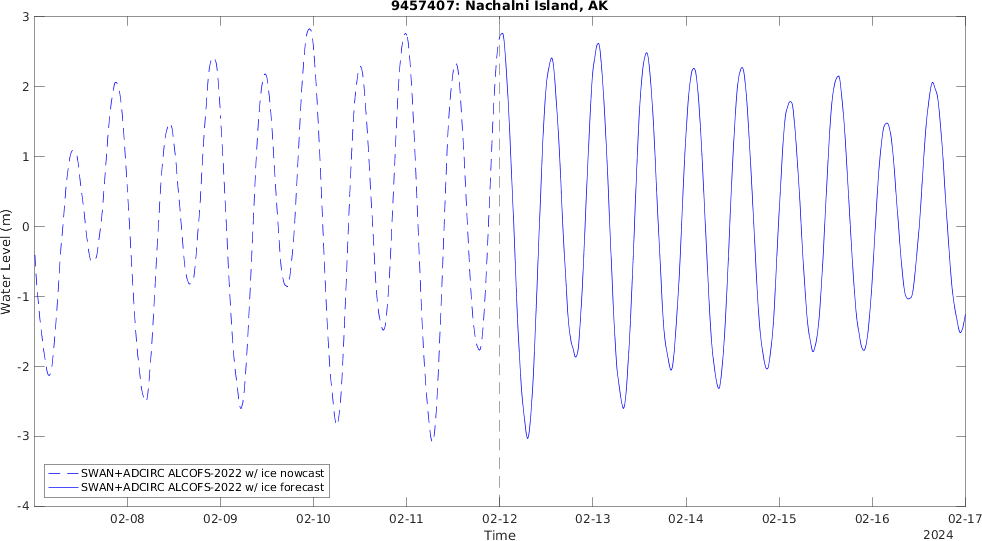 9457407: Nachalni Island, AK
3
2
1
0
-1
-2
-3
-4
Water Level (m)
SWAN+ADCIRC ALCOFS-2022 w/ ice nowcast
SWAN+ADCIRC ALCOFS-2022 w/ ice forecast
02-08 02-09 02-10 02-11 02-12 02-13 02-14 02-15 02-16 02-17
Time
2024